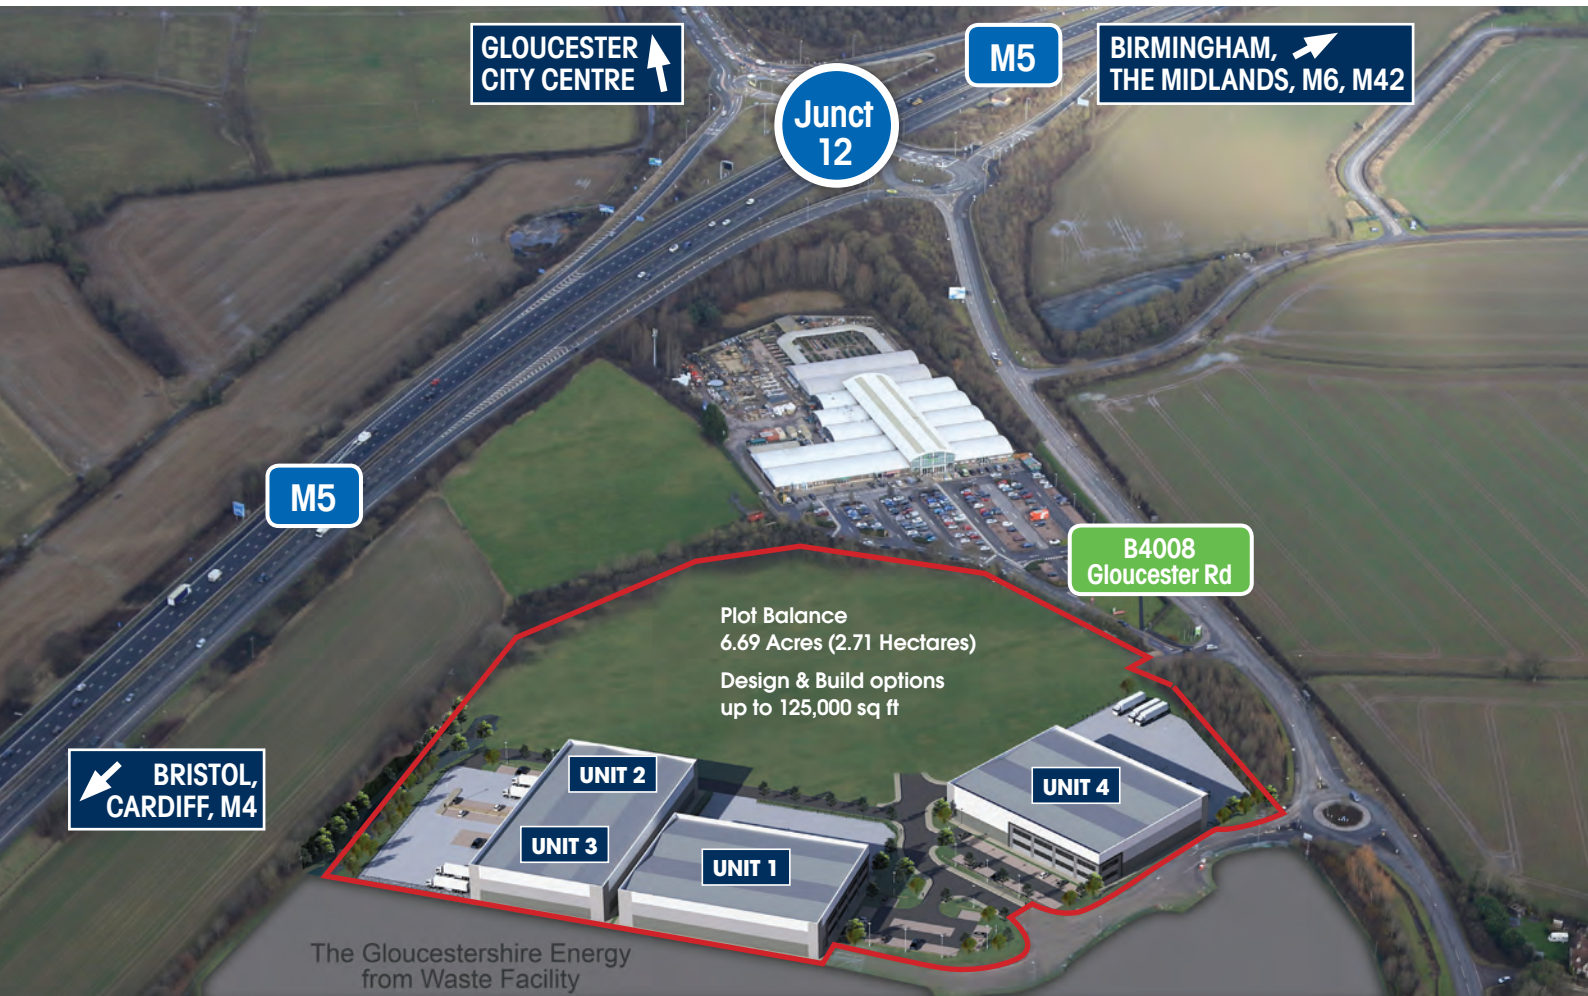 GLOUCESTER
CITY CENTRE
M5
BIRMINGHAM,
THE MIDLANDS, M6, M42
Junct
12
M5
B4008
Gloucester Rd
Plot Balance
6.69 Acres (2.71 Hectares)
Design & Build options
up to 125,000 sq ft
BRISTOL,
CARDIFF, M4
UNIT 2
UNIT 4
UNIT 3
UNIT 1
The Gloucestershire Energy
from Waste Facility